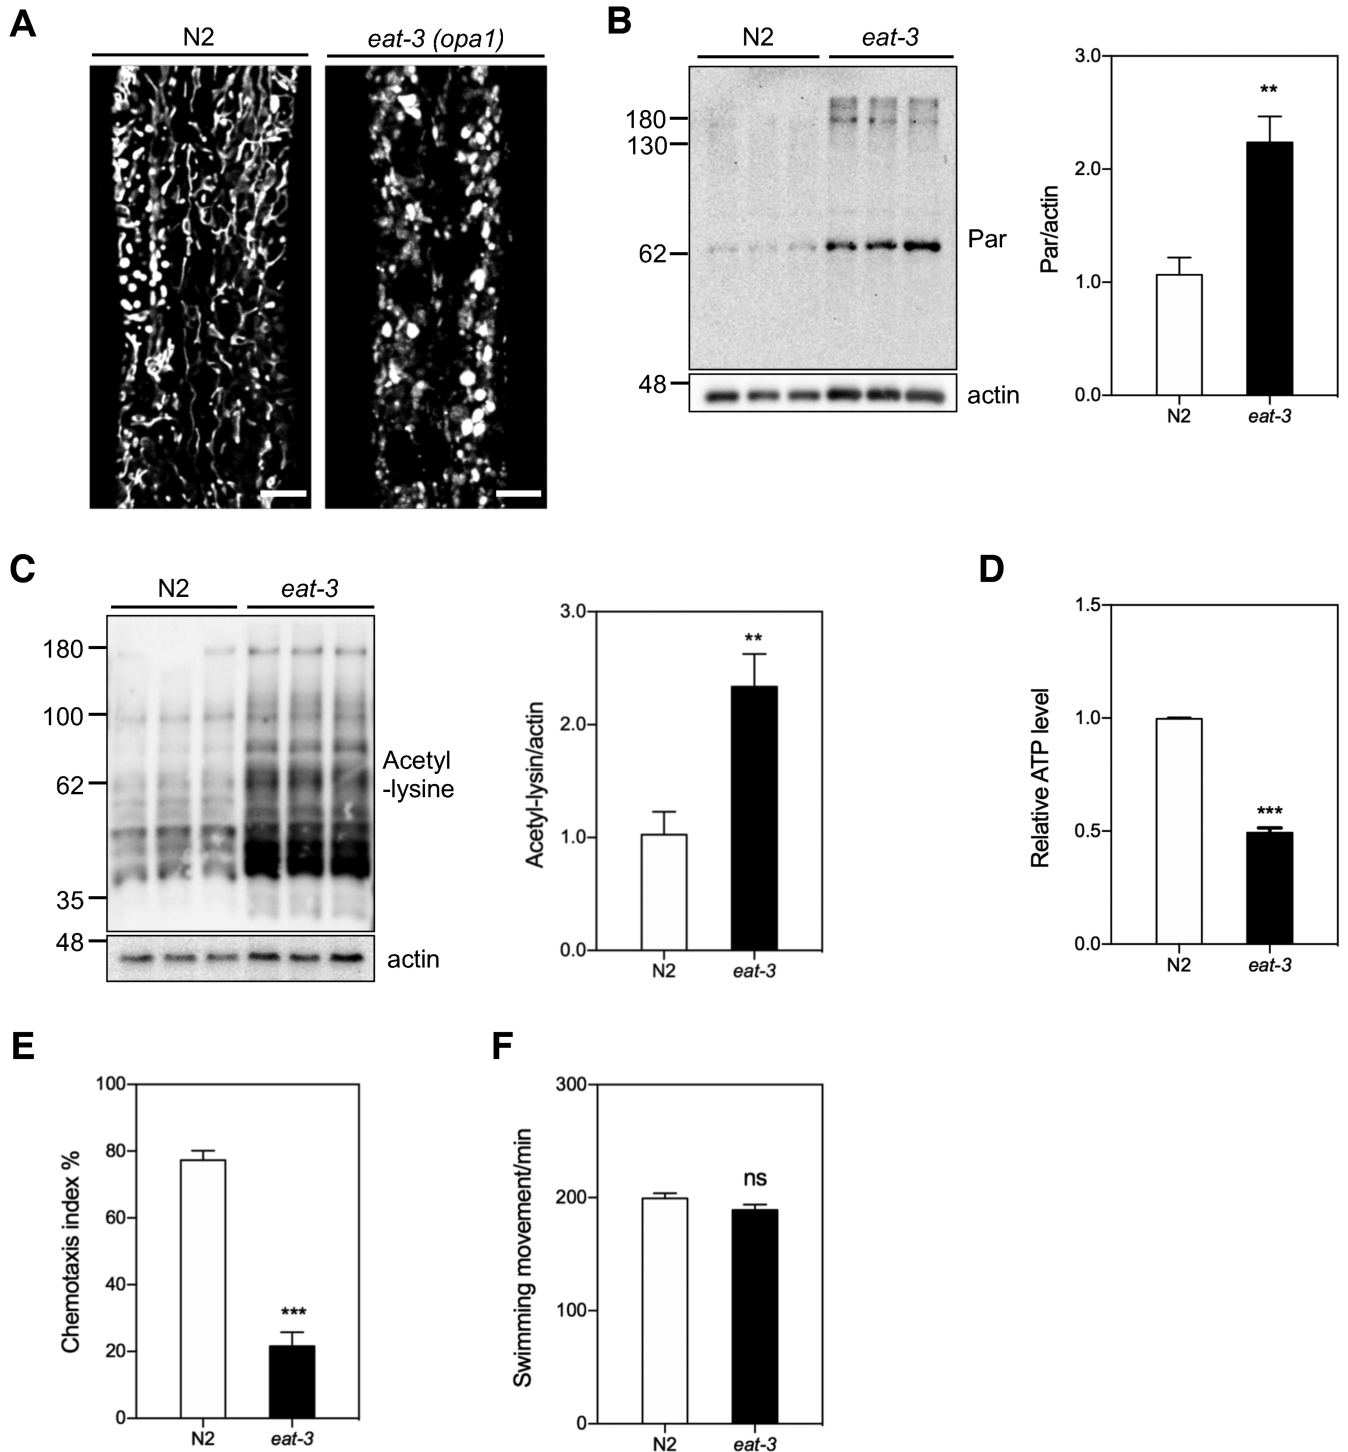 A
N2
eat-3 (opa1)
B
N2
eat-3
180
130
62
48
Par
actin
3.0
2.0
1.0
0.0
Par/actin
**
N2
eat-3
C
N2
eat-3
180
100
62
35
48
Acetyl
-lysine
actin
3.0
2.0
1.0
0.0
Acetyl-lysin/actin
**
N2
eat-3
D
1.5
1.0
0.5
0.0
Relative ATP level
***
N2
eat-3
E
100
80
60
40
20
0
Chemotaxis index %
***
N2
eat-3
F
300
200
100
0
Swimming movement/min
ns
N2
eat-3